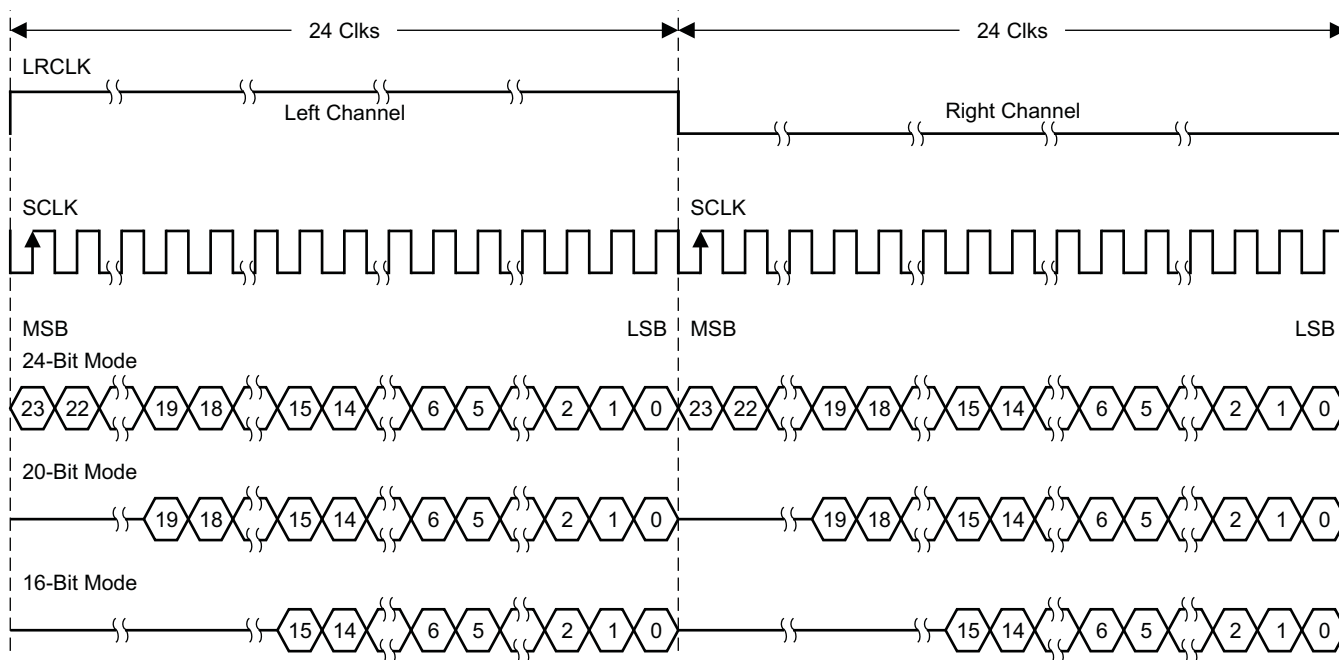 24 Clks 24 Clks
LRCLK
Left Channel Right Channel
SCLK SCLK
MSB LSB MSB LSB
24-Bit Mode
23 22 19 18 15 14 6 5 2 1 0 23 22 19 18 15 14 6 5 2 1 0
20-Bit Mode
19 18 15 14 6 5 2 1 0 19 18 15 14 6 5 2 1 0
16-Bit Mode
15 14 6 5 2 1 0 15 14 6 5 2 1 0